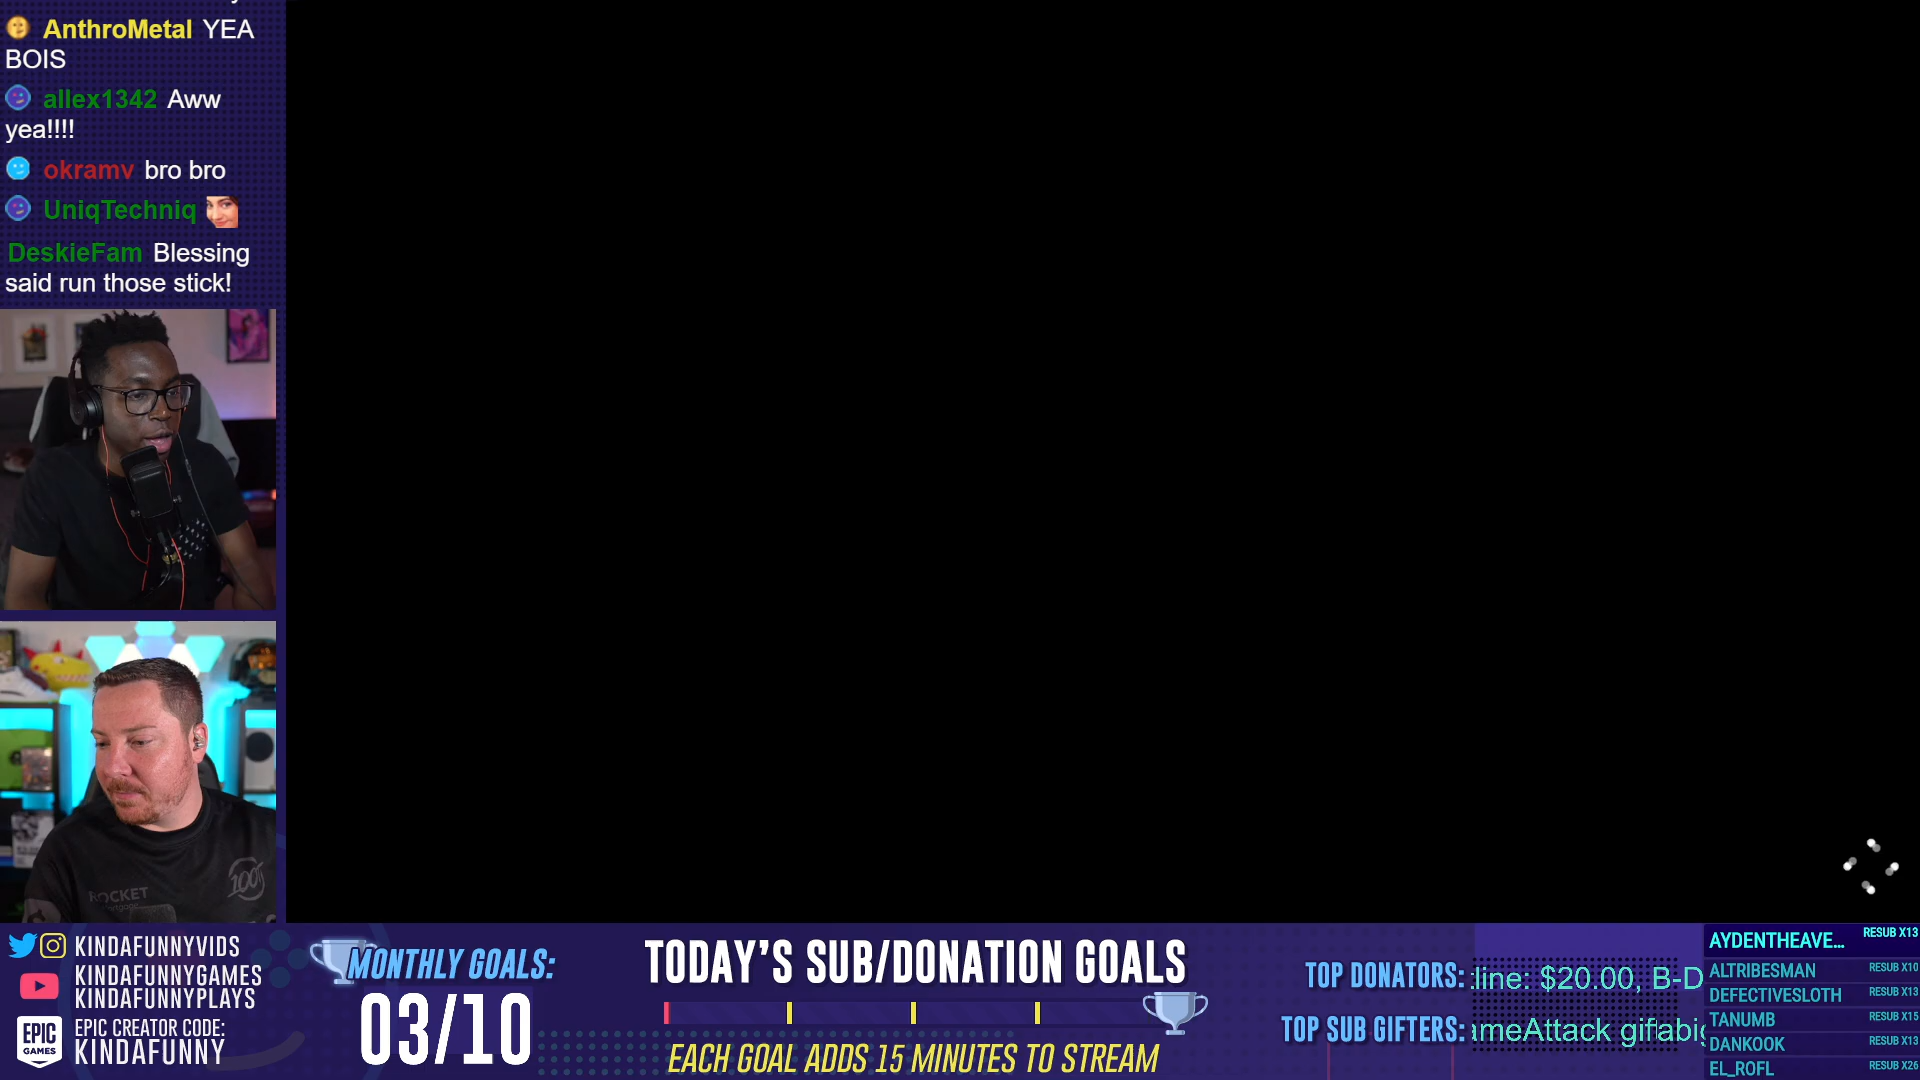 AnthroMetal YEA
BOIS
allex1342 Aww
yea!!!!
okramv bro bro
UniqTechniq
DeskieFam Blessing
said run those stick!
ROCKET
100
KINDAFUNNYVIDS
KINDAFUNNYGAMES
KINDAFUNNYPLAYS
EPIC
GAMES
EPIC CREATOR CODE:
KINDAFUNNY
MONTHLY GOALS:
03/10
TODAY'S SUB/DONATION GOALS
EACH GOAL ADDS 15 MINUTES TO STREAM
TOP DONATORS: line: $20.00, B-D
TOP SUB GIFTERS: ameAttack giftabig
AYDENTHEAVE... RESUB X13
ALTRIBESMAN RESUB X10
DEFECTIVESLOTH RESUB X13
TANUMB RESUB X15
DANKOOK RESUB X13
EL_ROFL RESUB X26